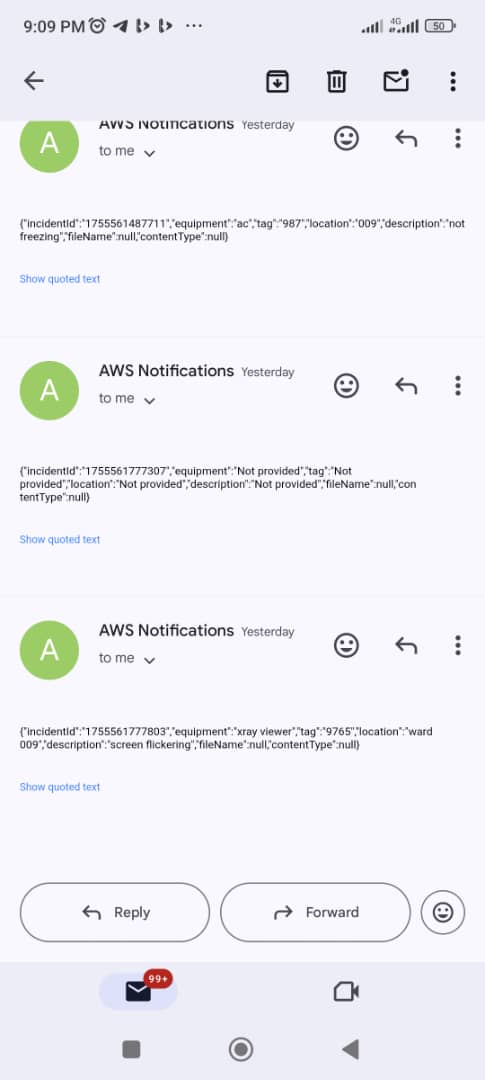 9:09 PM
4G
50
AWS Notifications Yesterday
to me
{"incidentId":"1755561487711","equipment":"ac","tag":"987","location":"009","description":"not
freezing","fileName":null,"contentType":null}
Show quoted text
A
AWS Notifications Yesterday
to me
{"incidentId":"1755561777307","equipment":"Not provided","tag":"Not
provided","location":"Not provided","description":"Not provided","fileName":null,"con
tentType":null}
Show quoted text
A
AWS Notifications Yesterday
to me
{"incidentId":"1755561777803","equipment":"xray viewer","tag":"9765","location":"ward
009","description":"screen flickering","fileName":null,"contentType":null}
Show quoted text
A
Reply
Forward
99+